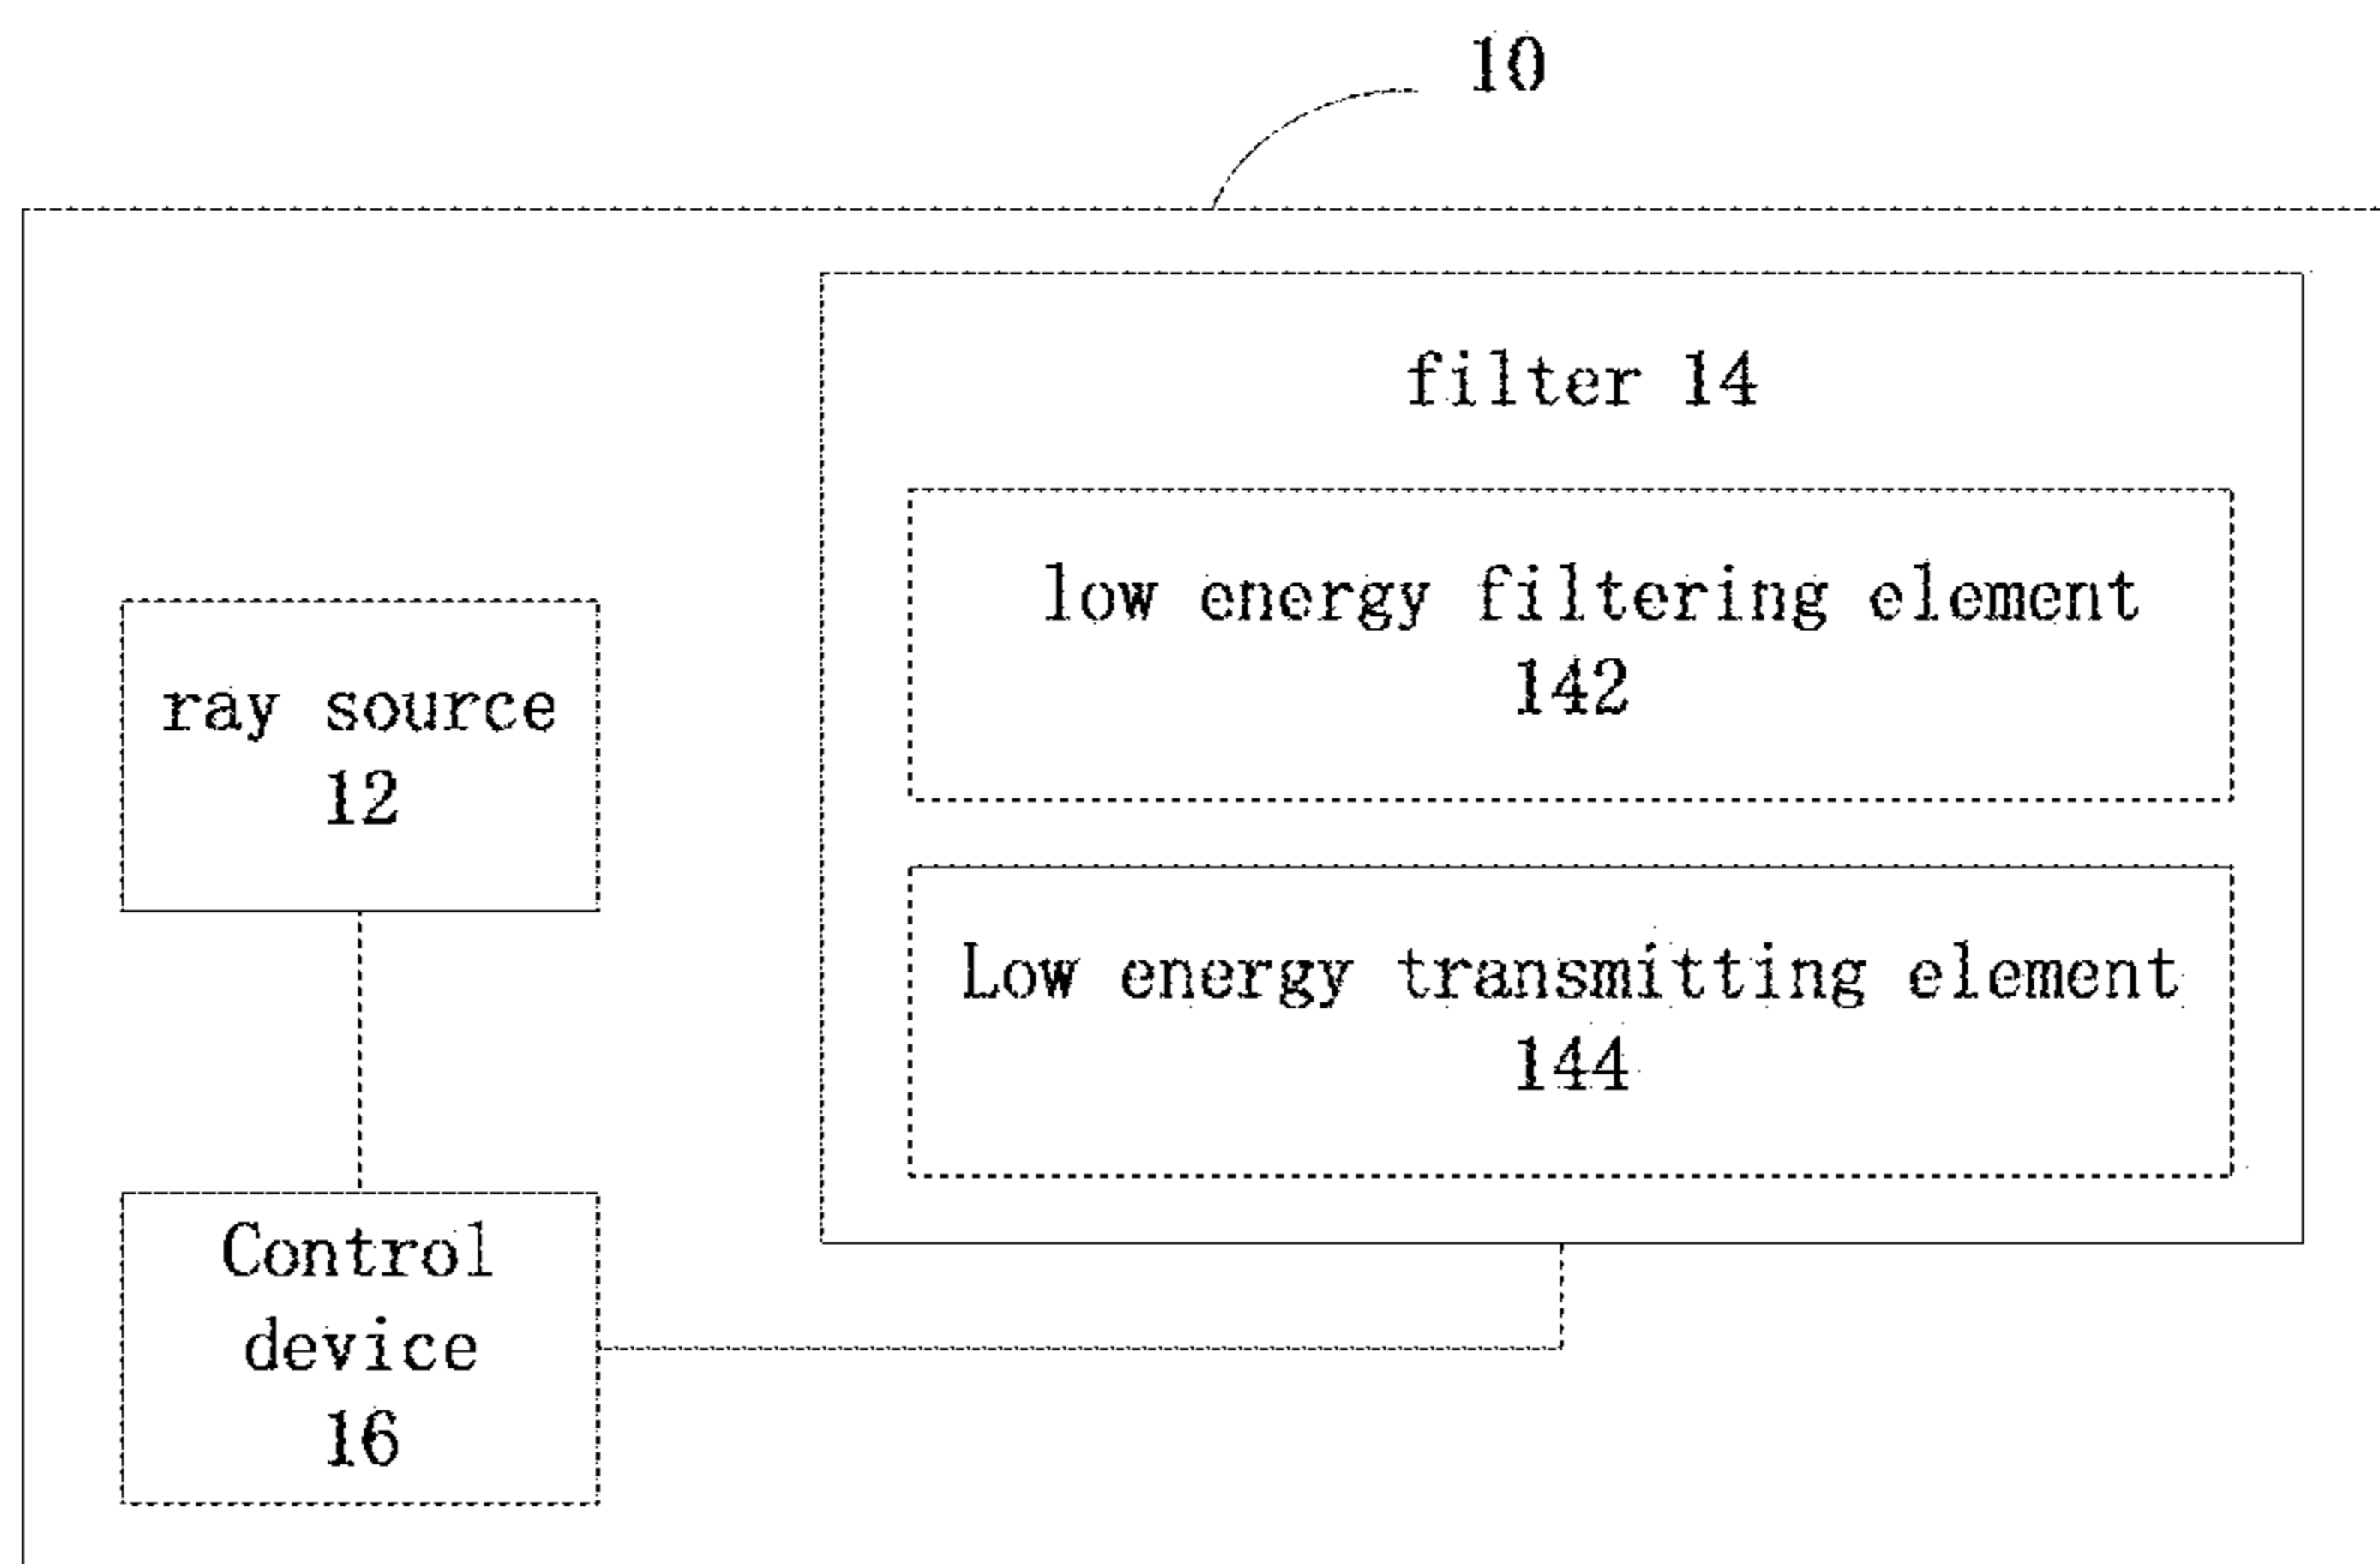 10
filter 14
low energy filtering element
142
Low energy transmitting element
144
ray source
12
Control
device
16